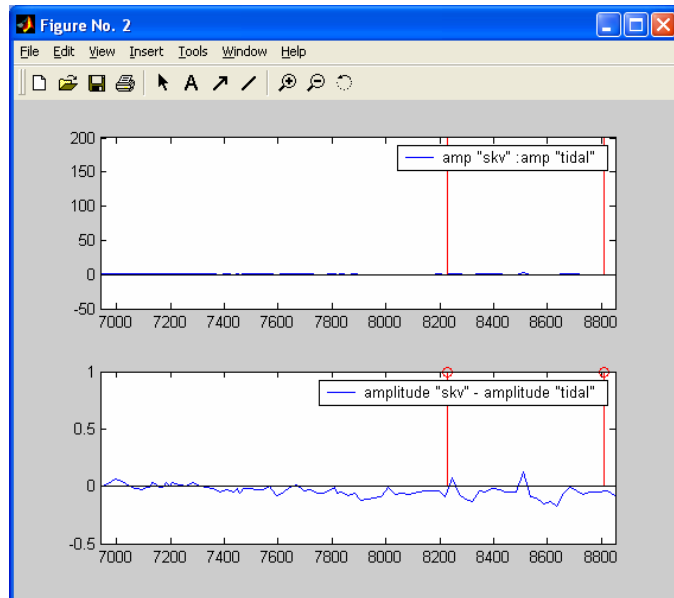 Figure No. 2
File Edit View Insert Tools Window Help
A
200
150
100
50
0
-50
amp "skv" :amp "tidal"
7000 7200 7400 7600 7800 8000 8200 8400 8600 8800
1
0.5
0
-0.5
amplitude "skv" - amplitude "tidal"
7000 7200 7400 7600 7800 8000 8200 8400 8600 8800